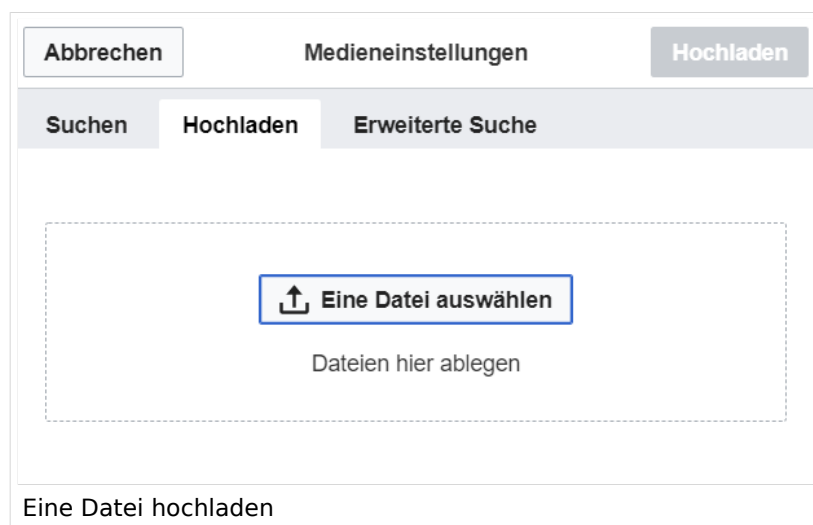 Abbrechen Medieneinstellungen Hochladen
Suchen Hochladen Erweiterte Suche
Eine Datei auswählen
Dateien hier ablegen
Eine Datei hochladen